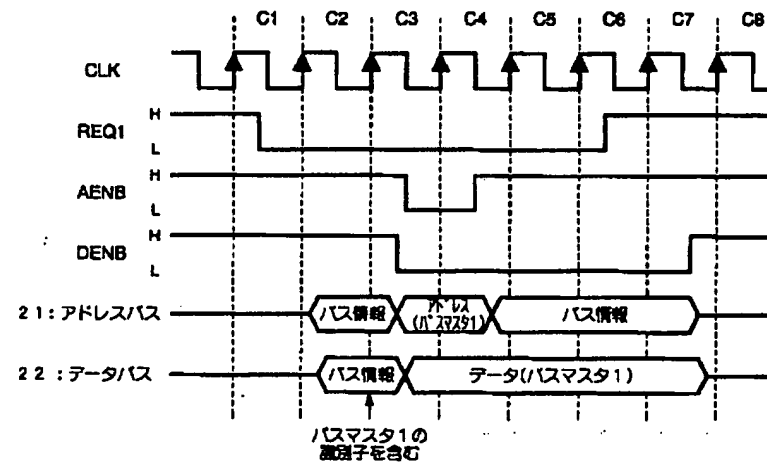 C1 C2 C3 C4 C5 C6 C7 C8
CLK
H
REQ1
L
H
AENB
L
H
DENB
L
21:アドレスバス
バス情報
アドレス
(バスマスタ1)
バス情報
22:データバス
バス情報
データ(バスマスタ1)
バスマスタ1の
識別子を含む